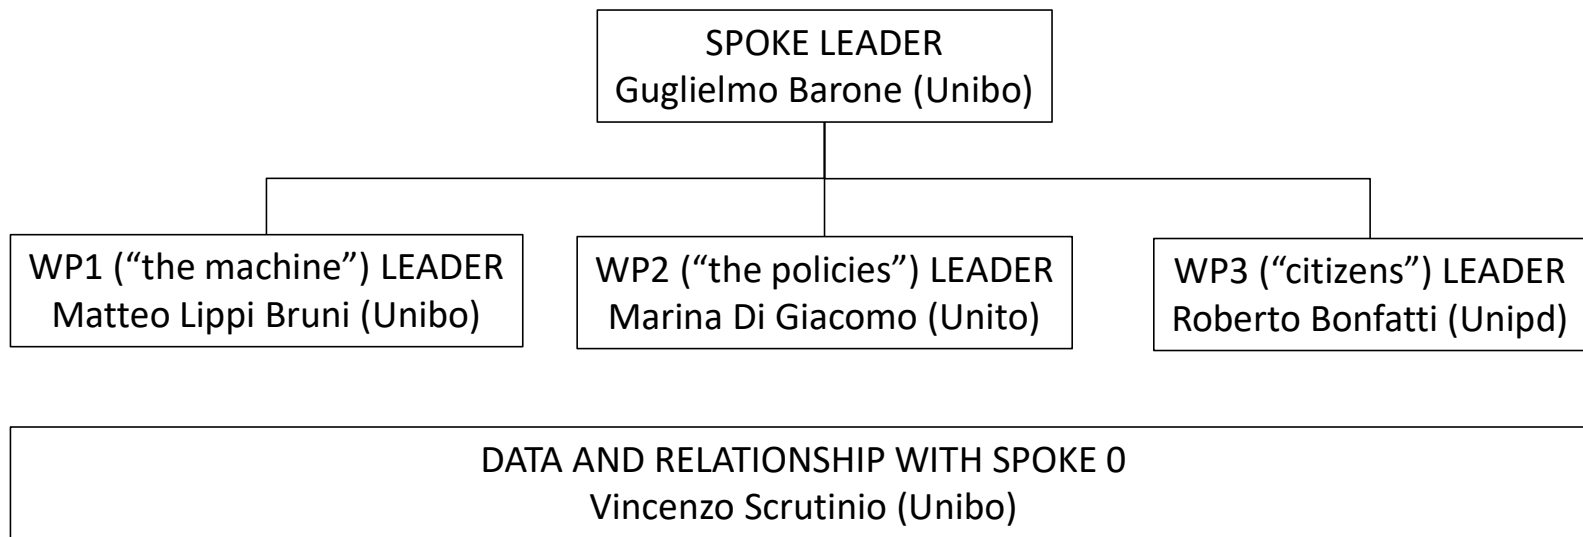 SPOKE LEADER
Guglielmo Barone (Unibo)
WP1 (“the machine”) LEADER
Matteo Lippi Bruni (Unibo)
WP2 (“the policies”) LEADER
Marina Di Giacomo (Unito)
WP3 (“citizens”) LEADER
Roberto Bonfatti (Unipd)
DATA AND RELATIONSHIP WITH SPOKE 0
Vincenzo Scrutinio (Unibo)